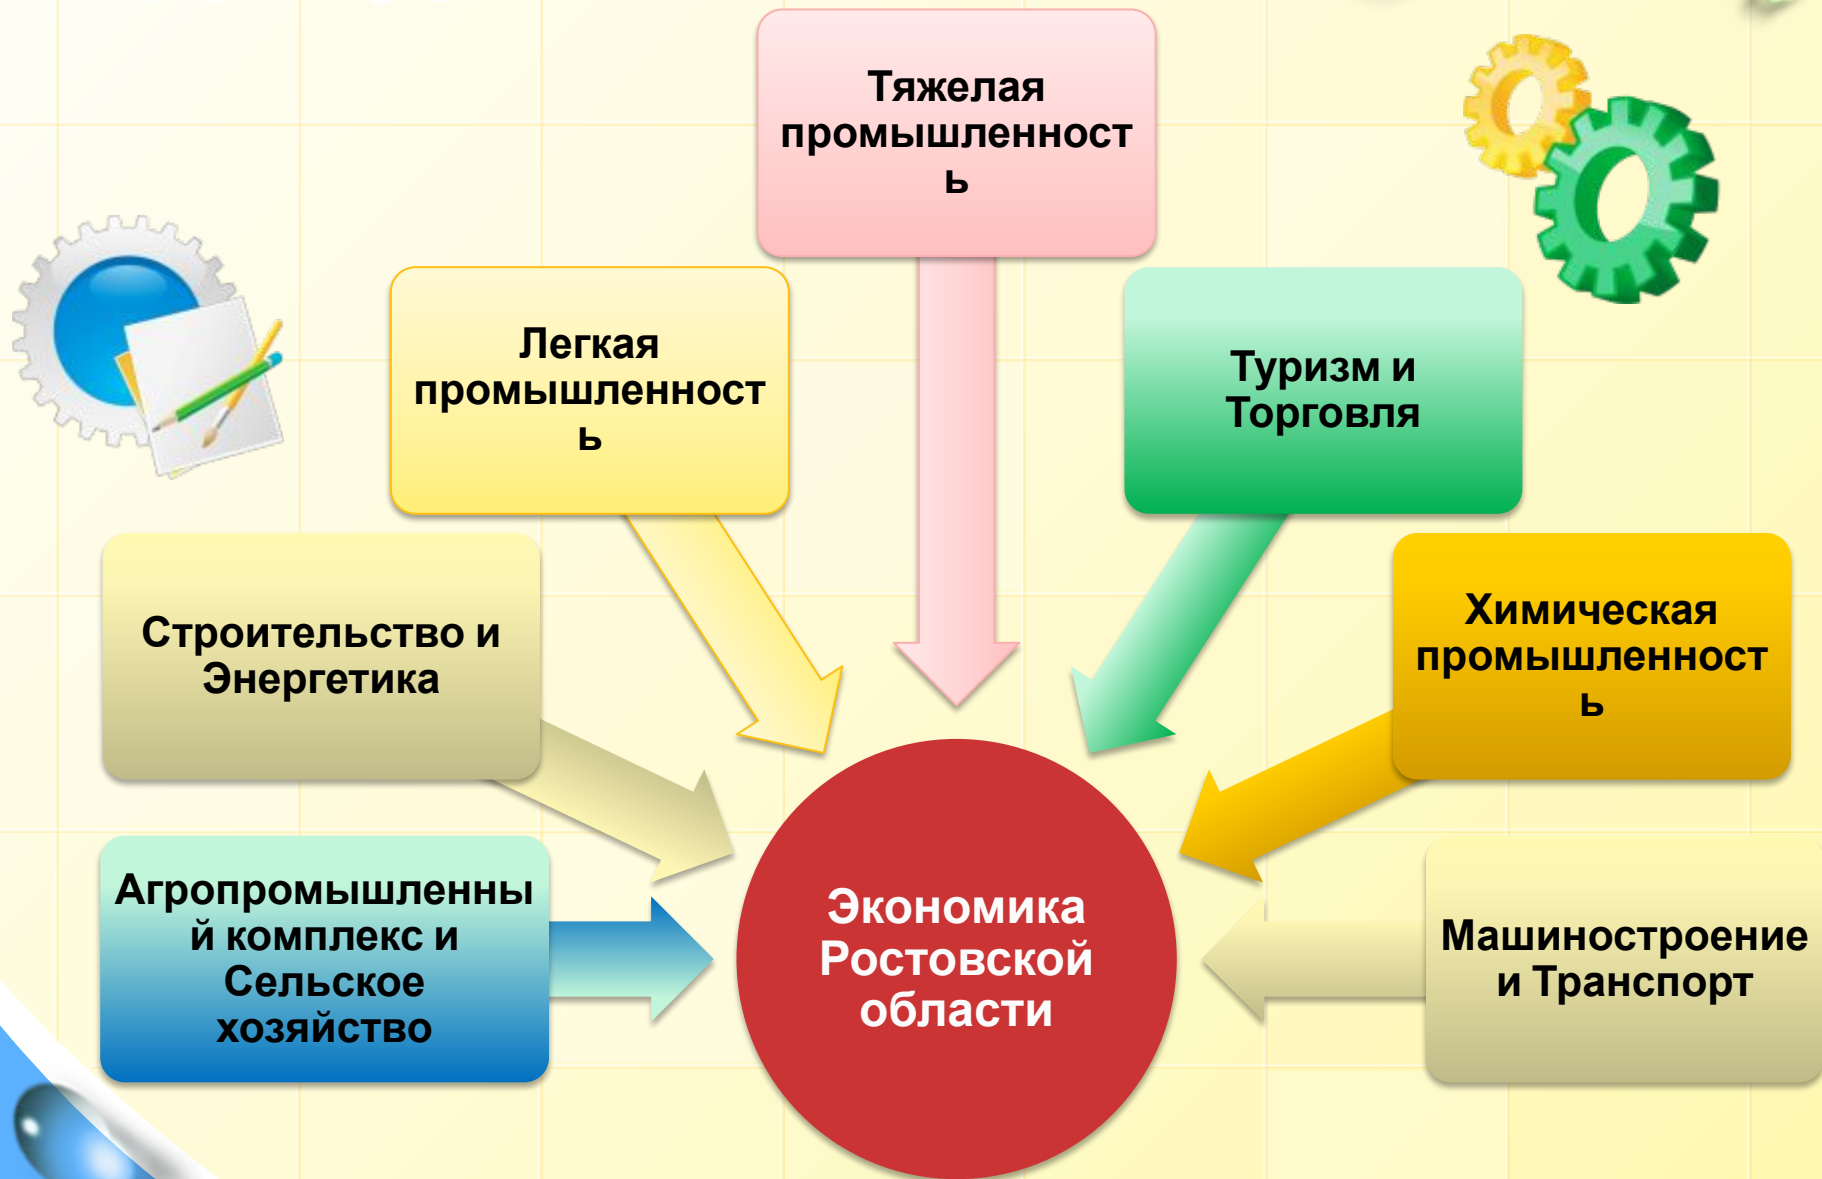 Тяжелая
промышленност
ь
Легкая
промышленност
ь
Туризм и
Торговля
Строительство и
Энергетика
Химическая
промышленност
ь
Агропромышленны
й комплекс и
Сельское
хозяйство
Экономика
Ростовской
области
Машиностроение
и Транспорт